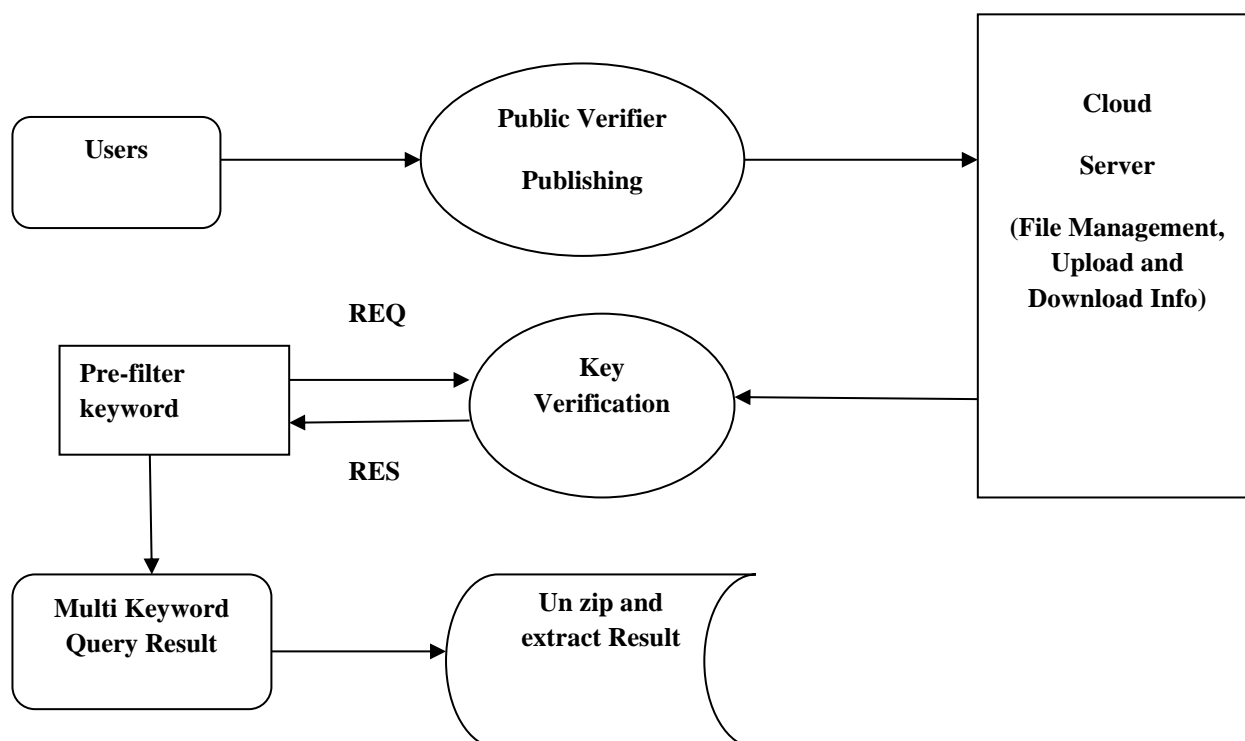 Users
Public Verifier
Publishing
Cloud
Server
(File Management,
Upload and
Download Info)
REQ
Pre-filter
keyword
Key
Verification
RES
Multi Keyword
Query Result
Un zip and
extract Result